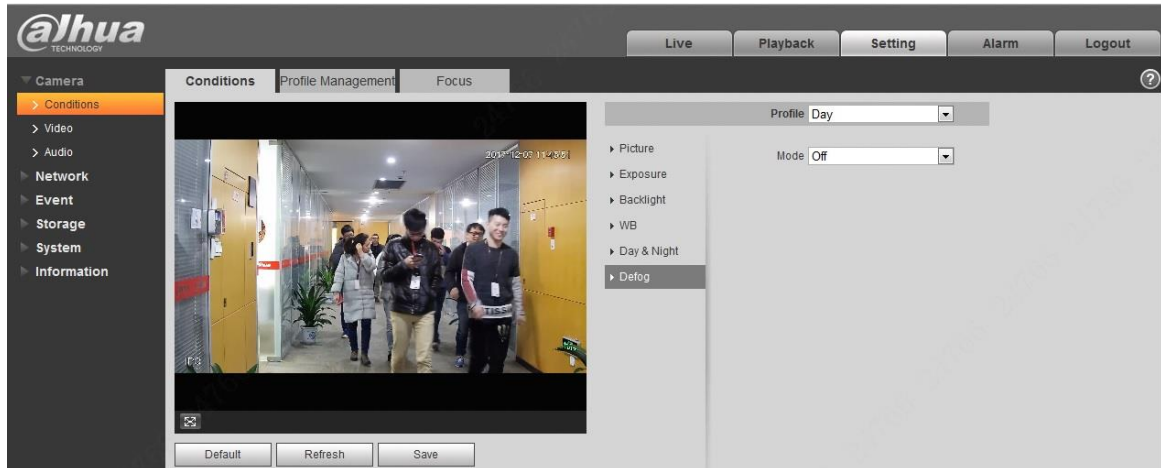 alhua
TECHNOLOGY
Live
Playback
Setting
Alarm
Logout
Camera
Conditions
Video
Audio
Network
Event
Storage
System
Information
Conditions
Profile Management
Focus
?
Profile Day
Picture
Exposure
Backlight
WB
Day & Night
Defog
Mode Off
Default
Refresh
Save